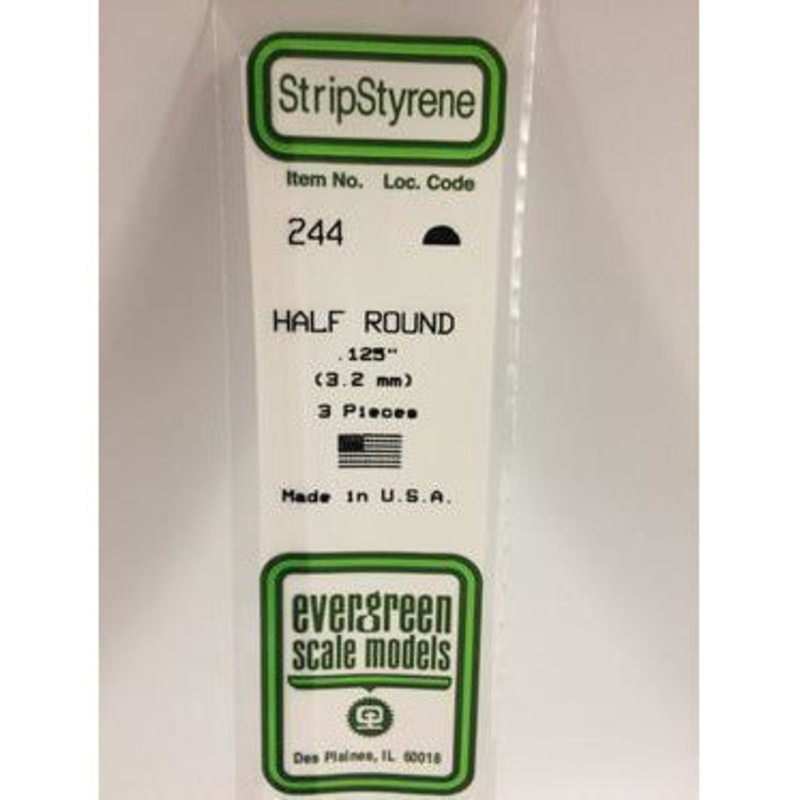 StripStyrene
Item No. Loc. Code
244
HALF ROUND
.125"
(3.2 mm)
3 Pieces
Made in U.S.A.
evergreen
scale models
Des Plaines, IL 60018